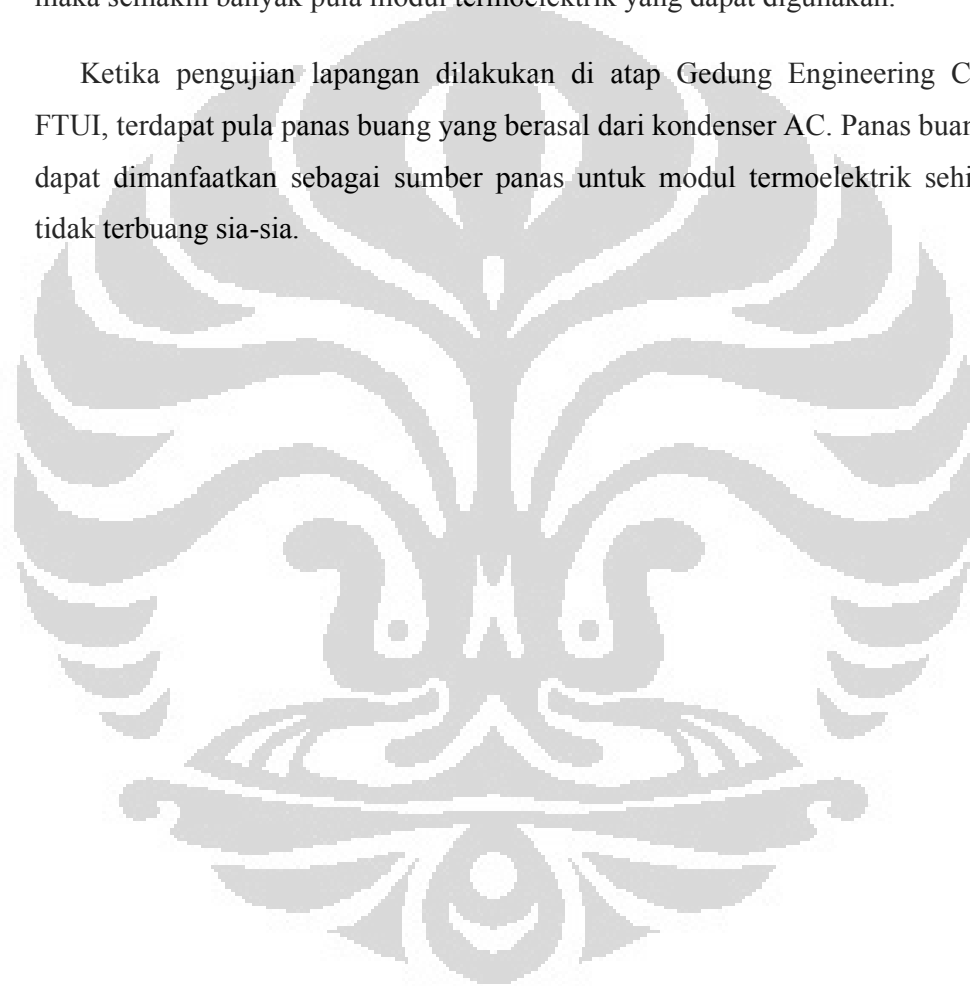 maka semakin banyak pula modul termoelektrik yang dapat digunakan.
Ketika pengujian lapangan dilakukan di atap Gedung Engineering C
FTUI, terdapat pula panas buang yang berasal dari kondenser AC. Panas buan
dapat dimanfaatkan sebagai sumber panas untuk modul termoelektrik sehi
tidak terbuang sia-sia.